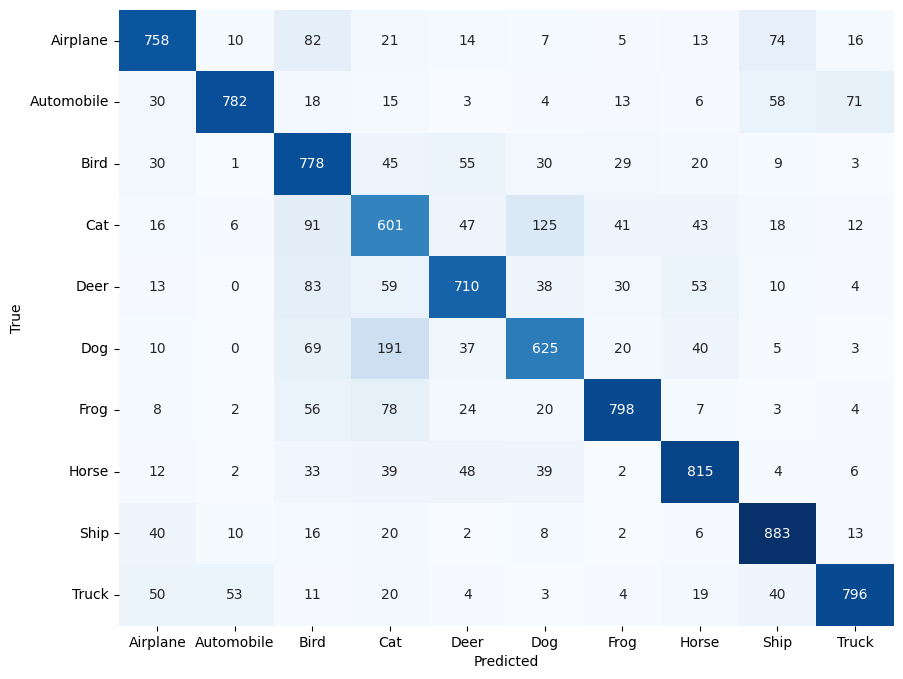 True
Airplane 758 10 82 21 14 7 5 13 74 16
Automobile 30 782 18 15 3 4 13 6 58 71
Bird 30 1 778 45 55 30 29 20 9 3
Cat 16 6 91 601 47 125 41 43 18 12
Deer 13 0 83 59 710 38 30 53 10 4
Dog 10 0 69 191 37 625 20 40 5 3
Frog 8 2 56 78 24 20 798 7 3 4
Horse 12 2 33 39 48 39 2 815 4 6
Ship 40 10 16 20 2 8 2 6 883 13
Truck 50 53 11 20 4 3 4 19 40 796
Airplane Automobile Bird Cat Deer Dog Frog Horse Ship Truck
Predicted